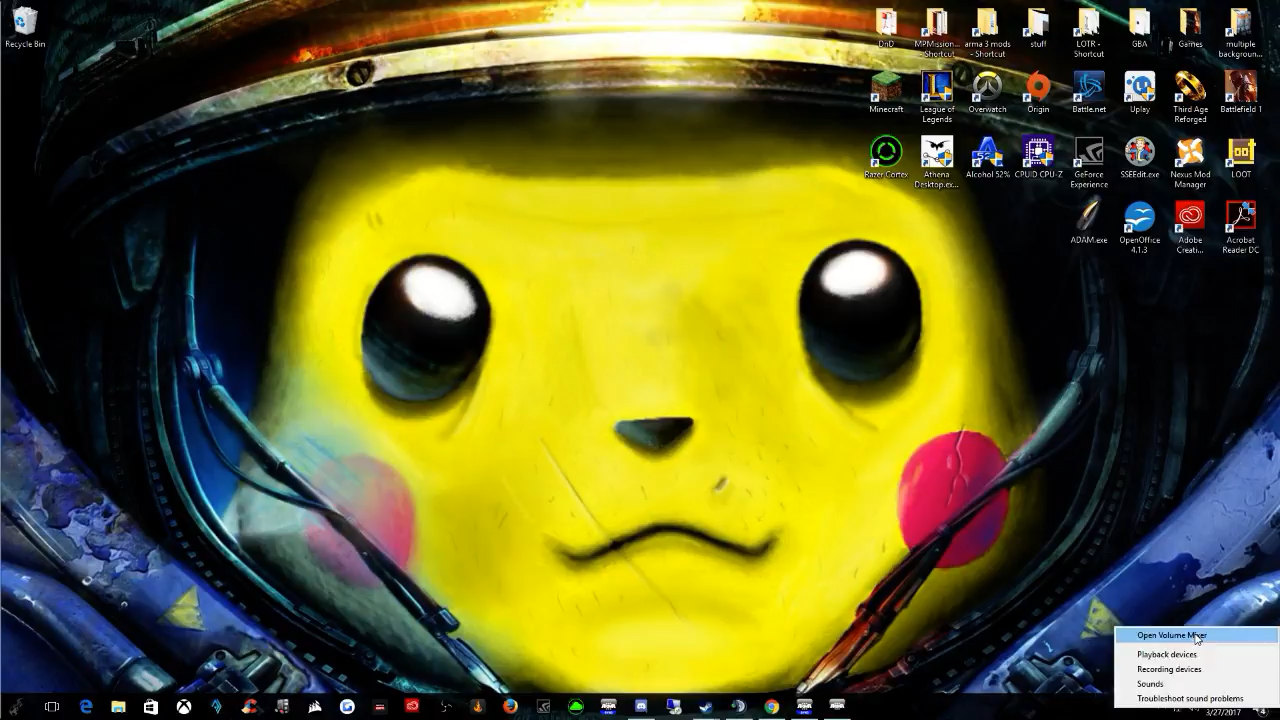 Recycle Bin
DnD
MPMission... - Shortcut
arma 3 mods - Shortcut
stuff
LOTR - Shortcut
GBA
Games
multiple backgroun...
Minecraft
League of Legends
Overwatch
Origin
Battle.net
Uplay
Third Age Reforged
Battlefield 1
Razer Cortex
Athena Desktop.ex...
Alcohol 52%
CPUID CPU-Z
GeForce Experience
SSEEdit.exe
Nexus Mod Manager
LOOT
ADAM.exe
OpenOffice 4.1.3
Adobe Creati...
Acrobat Reader DC
Open Volume Mixer
Playback devices
Recording devices
Sounds
Troubleshoot sound problems
3/27/2017